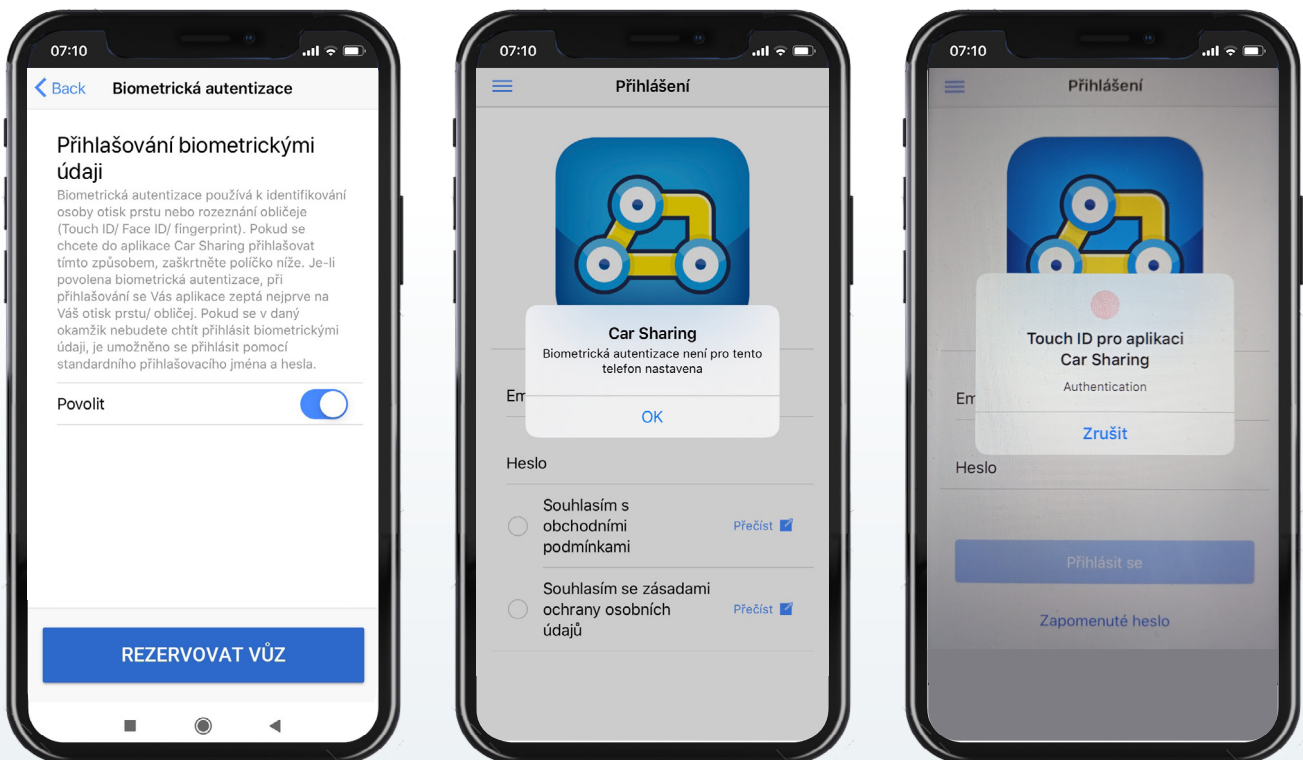 07:10
Back
Biometrická autentizace
Přihlašování biometrickými
údaji
Biometrická autentizace používá k identifikování
osoby otisk prstu nebo rozeznání obličeje
(Touch ID/ Face ID/ fingerprint). Pokud se
chcete do aplikace Car Sharing přihlašovat
tímto způsobem, zaškrtněte políčko níže. Je-li
povolena biometrická autentizace, při
přihlašování se Vás aplikace zeptá nejprve na
Váš otisk prstu/ obličej. Pokud se v daný
okamžik nebudete chtít přihlásit biometrickými
údaji, je umožněno se přihlásit pomocí
standardního přihlašovacího jména a hesla.
Povolit
REZERVOVAT VŮZ
07:10
Přihlášení
Car Sharing
Biometrická autentizace není pro tento
telefon nastavena
Em
OK
Heslo
Souhlasím s
obchodními
podmínkami
Přečíst
Souhlasím se zásadami
ochrany osobních
údajů
Přečíst
07:10
Přihlášení
Touch ID pro aplikaci
Car Sharing
Authentication
Em
Zrušit
Heslo
Přihlásit se
Zapomenuté heslo